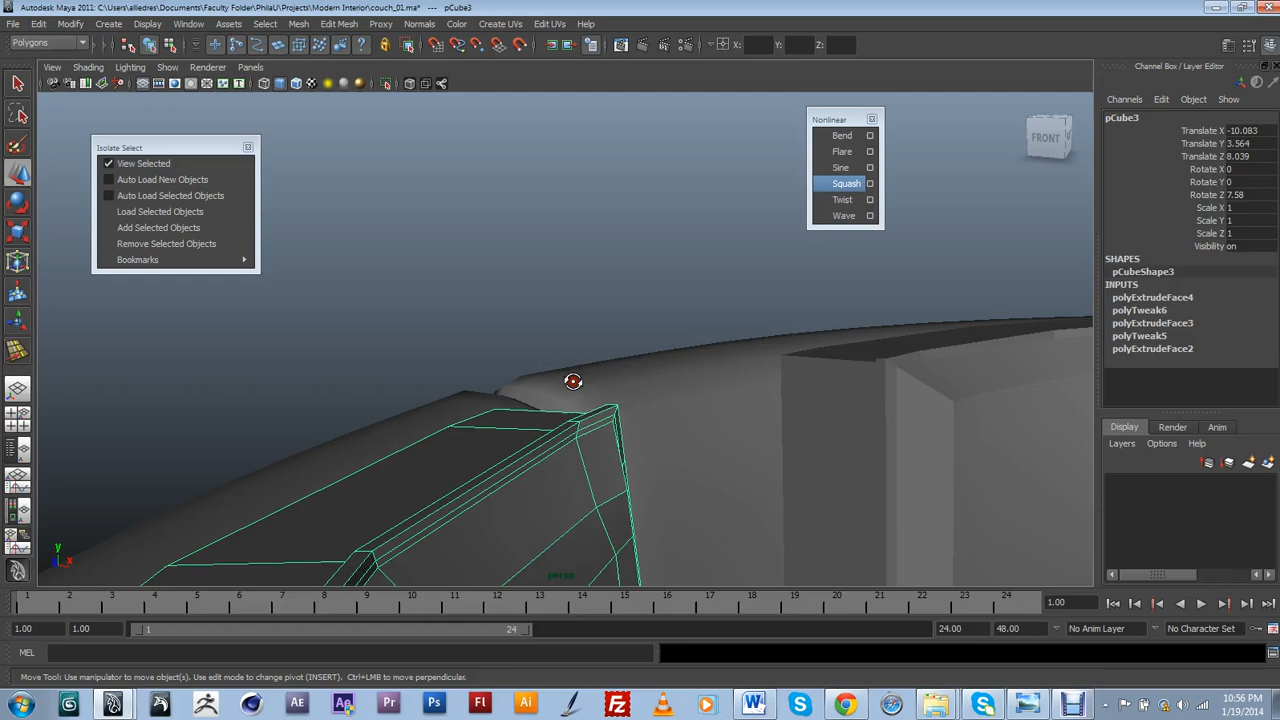 Autodesk Maya 2011: c:\Users\alliedres\Documents\Faculty Folder\PhilaU\Projects\Modern Interior\couch_01.ma* --- pCube3
File Edit Modify Create Display Window Assets Select Mesh Edit Mesh Proxy Normals Color Create UVs Edit UVs Help
Polygons X: Y: Z:
View Shading Lighting Show Renderer Panels
Isolate Select
View Selected
Auto Load New Objects
Auto Load Selected Objects
Load Selected Objects
Add Selected Objects
Remove Selected Objects
Bookmarks
Nonlinear
Bend
Flare
Sine
Squash
Twist
Wave
FRONT
y
x
persp
Channel Box / Layer Editor
Channels Edit Object Show
pCube3
Translate X -10.083
Translate Y 3.564
Translate Z 8.039
Rotate X 0
Rotate Y 0
Rotate Z 7.58
Scale X 1
Scale Y 1
Scale Z 1
Visibility on
SHAPES
pCubeShape3
INPUTS
polyExtrudeFace4
polyTweak6
polyExtrudeFace3
polyTweak5
polyExtrudeFace2
Display Render Anim
Layers Options Help
1 2 3 4 5 6 7 8 9 10 11 12 13 14 15 16 17 18 19 20 21 22 23 24 1.00
1.00 1.00 1 24 24.00 48.00 No Anim Layer No Character Set
MEL
Move Tool: Use manipulator to move object(s). Use edit mode to change pivot (INSERT). Ctrl+LMB to move perpendicular.
Ae Ae Pr Ps Fl Ai Fz W S
10:56 PM
1/19/2014